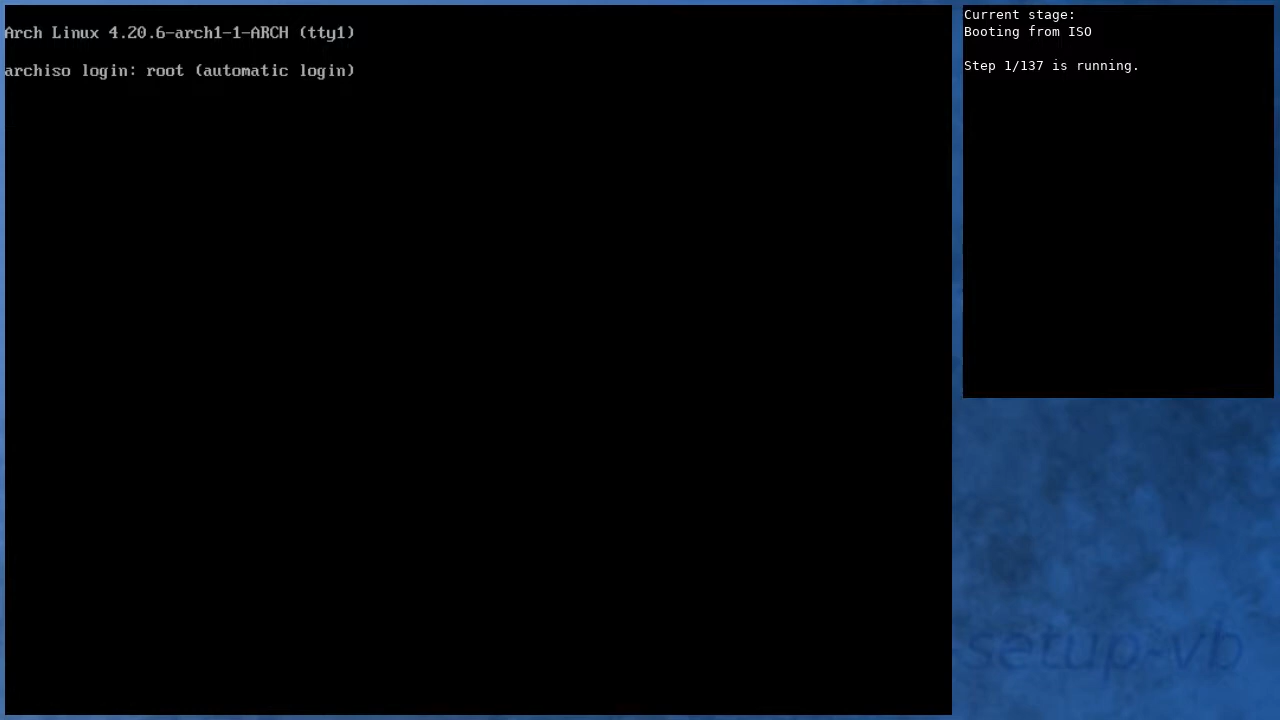 Arch Linux 4.20.6-arch1-1-ARCH (tty1)
archiso login: root (automatic login)
Current stage:
Booting from ISO
Step 1/137 is running.
setup-vb